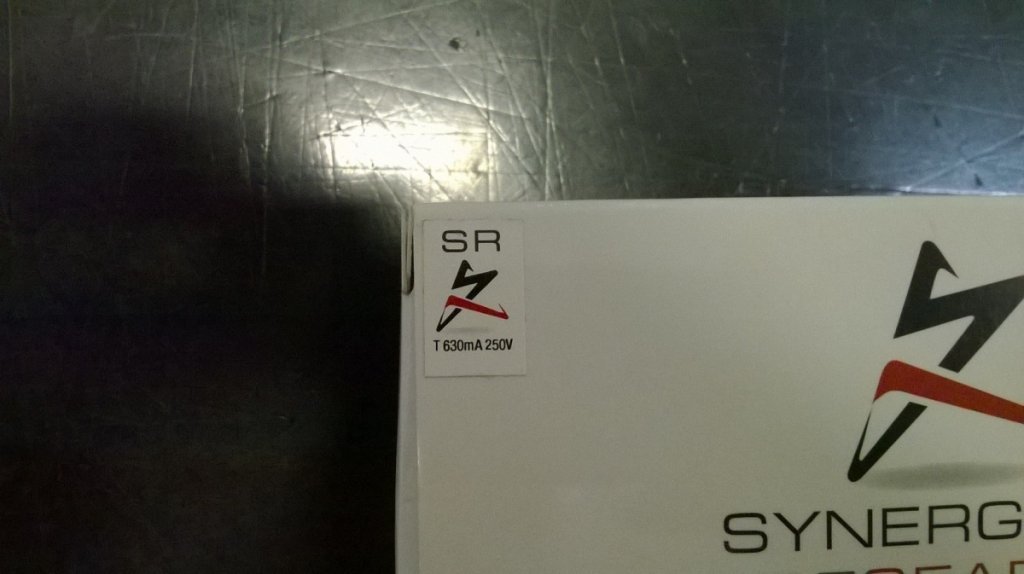 SR
T 630mA 250V
SYNERG